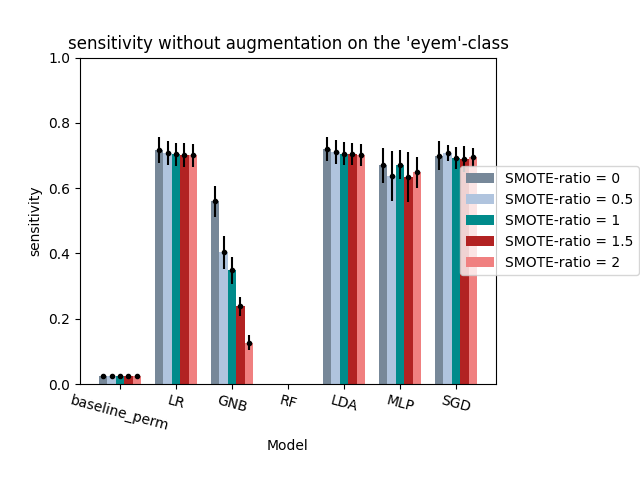 sensitivity without augmentation on the 'eyem'-class
1.0
0.8
0.6
0.4
0.2
0.0
sensitivity
SMOTE-ratio = 0
SMOTE-ratio = 0.5
SMOTE-ratio = 1
SMOTE-ratio = 1.5
SMOTE-ratio = 2
baseline_perm
LR
GNB
RF
LDA
MLP
SGD
Model